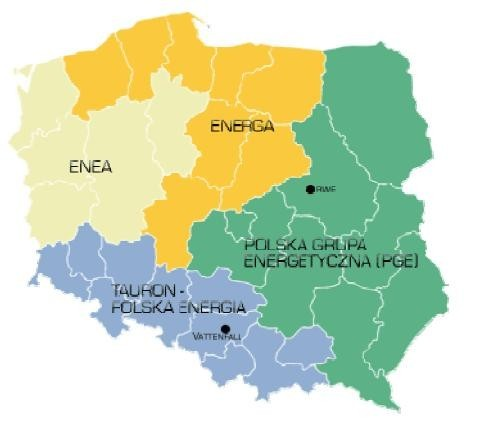 ENERGA
ENEA
RWE
POLSKA GRUPA
ENERGETYCZNA (PGE)
TAURON -
POLSKA ENERGIA
VATTENFALL